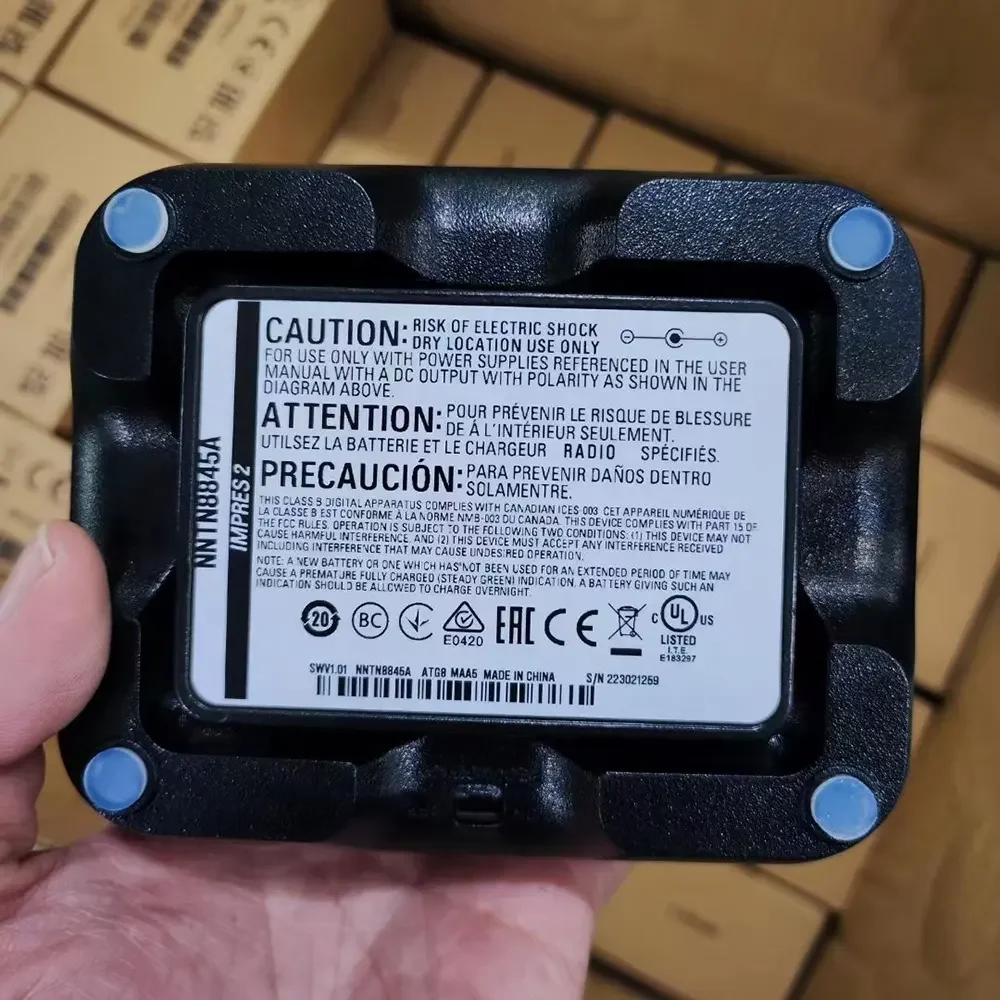 NNTN8845A
IMPRES 2
CAUTION: RISK OF ELECTRIC SHOCK
DRY LOCATION USE ONLY
FOR USE ONLY WITH POWER SUPPLIES REFERENCED IN THE USER
MANUAL WITH A DC OUTPUT WITH POLARITY AS SHOWN IN THE
DIAGRAM ABOVE.
ATTENTION: POUR PRÉVENIR LE RISQUE DE BLESSURE
DE À L'INTÉRIEUR SEULEMENT.
UTILSEZ LA BATTERIE ET LE CHARGEUR RADIO SPÉCIFIÉS.
PRECAUCIÓN: PARA PREVENIR DAÑOS DENTRO
SOLAMENTRE.
THIS CLASS B DIGITAL APPARATUS COMPLIES WITH CANADIAN ICES 003 CET APPAREIL NUMÉRIQUE DE
LA CLASSE B EST CONFORME À LA NORME NMB-003 DU CANADA. THIS DEVICE COMPLIES WITH PART 15 OF
THE FCC RULES. OPERATION IS SUBJECT TO THE FOLLOWING TWO CONDITIONS: (1) THIS DEVICE MAY NOT
CAUSE HARMFUL INTERFERENCE, AND (2) THIS DEVICE MUST ACCEPT ANY INTERFERENCE RECEIVED
INCLUDING INTERFERENCE THAT MAY CAUSE UNDESIRED OPERATION.
NOTE: A NEW BATTERY OR ONE WHICH HAS NOT BEEN USED FOR AN EXTENDED PERIOD OF TIME MAY
CAUSE A PREMATURE FULLY CHARGED (STEADY GREEN) INDICATION. A BATTERY GIVING SUCH AN
INDICATION SHOULD BE ALLOWED TO CHARGE OVERNIGHT.
20 BC E0420 EAC CE C UL US
LISTED
I.T.E.
E183297
SWV1.01 NNTN8845A ATG8 MAA5 MADE IN CHINA S/N 223021259